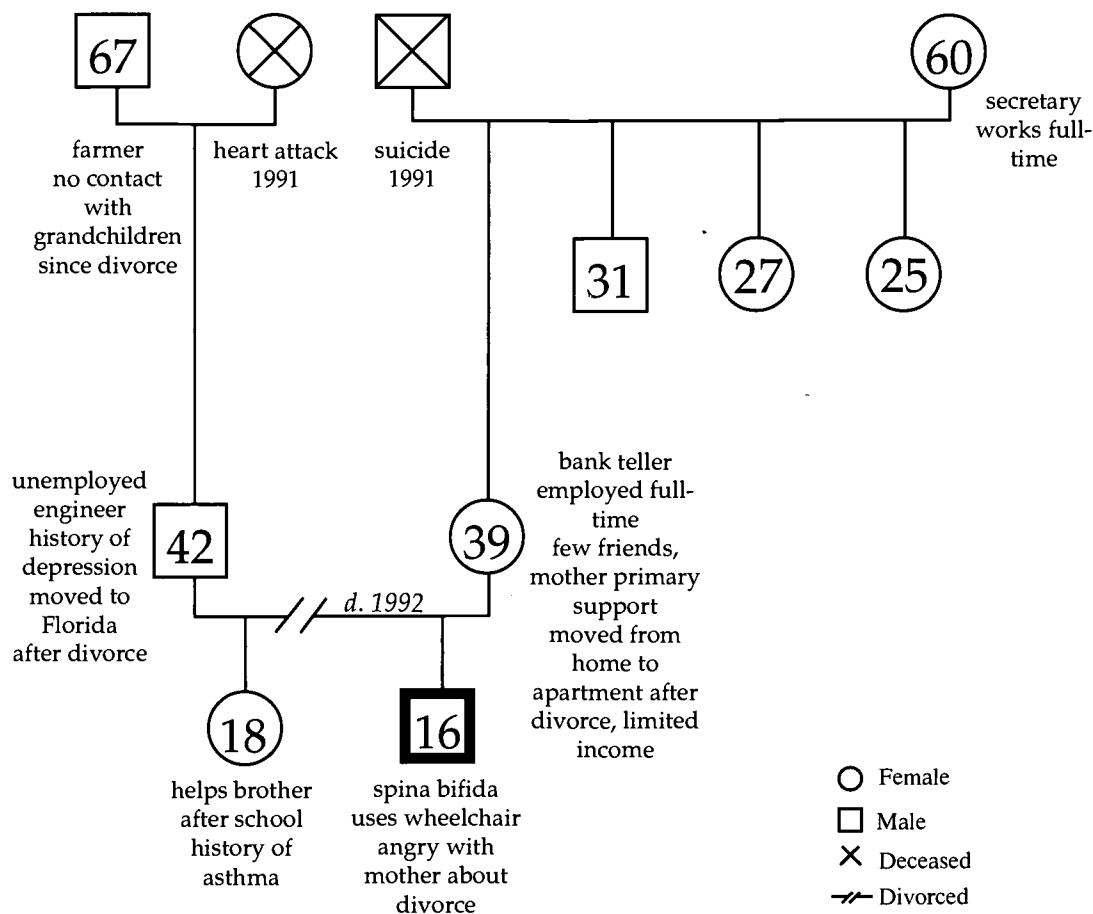 67
60
farmer
no contact
with
grandchildren
since divorce
heart attack
1991
suicide
1991
secretary
works full-
time
31
27
25
unemployed
engineer
history of
depression
moved to
Florida
after divorce
42
39
bank teller
employed full-
time
few friends,
mother primary
support
moved from
home to
apartment after
divorce, limited
income
d. 1992
18
16
helps brother
after school
history of
asthma
spina bifida
uses wheelchair
angry with
mother about
divorce
Female
Male
Deceased
Divorced